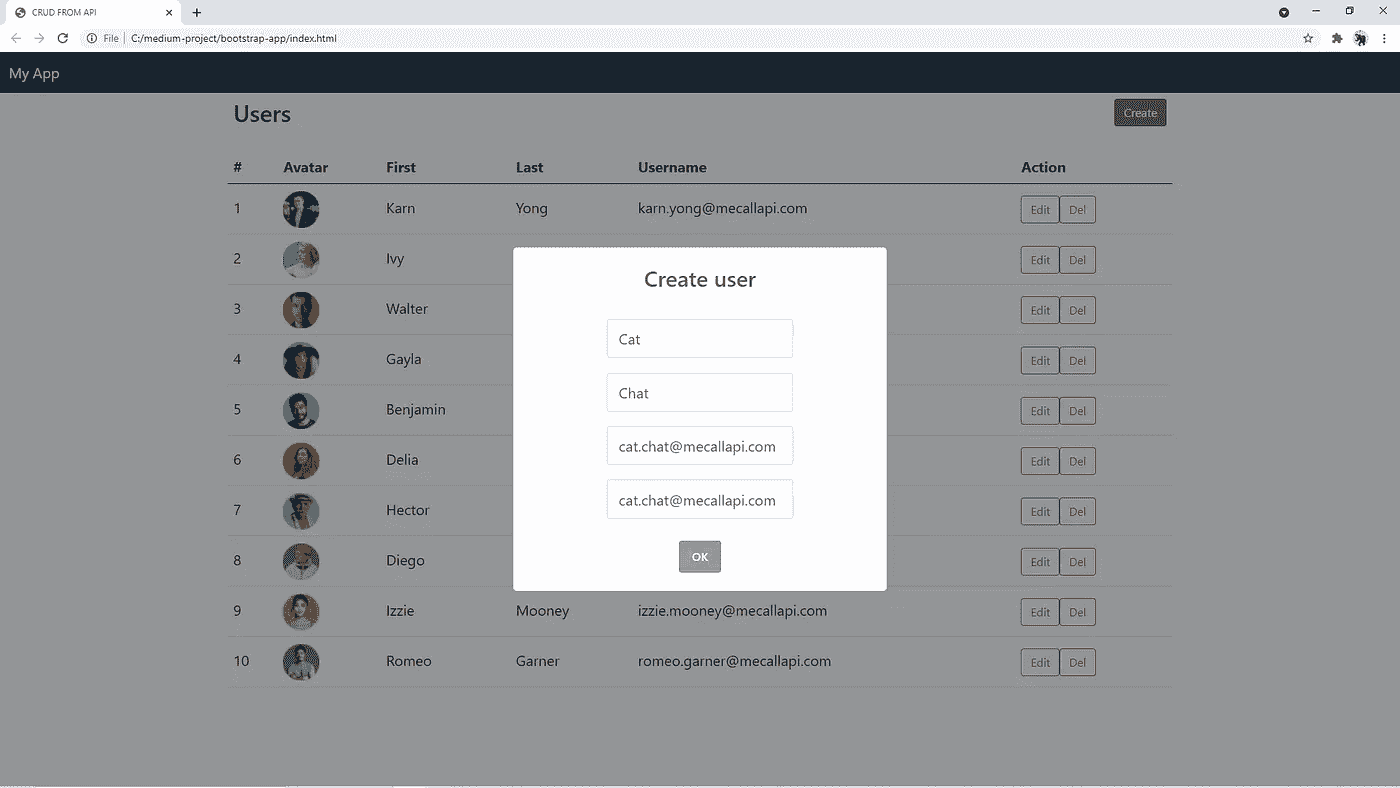 CRUD FROM API
File C:/medium-project/bootstrap-app/index.html
My App
Users
Create
# Avatar First Last Username Action
1 Karn Yong karn.yong@mecallapi.com Edit Del
2 Ivy Edit Del
3 Walter Edit Del
4 Gayla Edit Del
5 Benjamin Edit Del
6 Delia Edit Del
7 Hector Edit Del
8 Diego Edit Del
9 Izzie Mooney izzie.mooney@mecallapi.com Edit Del
10 Romeo Garner romeo.garner@mecallapi.com Edit Del
Create user
Cat
Chat
cat.chat@mecallapi.com
cat.chat@mecallapi.com
OK